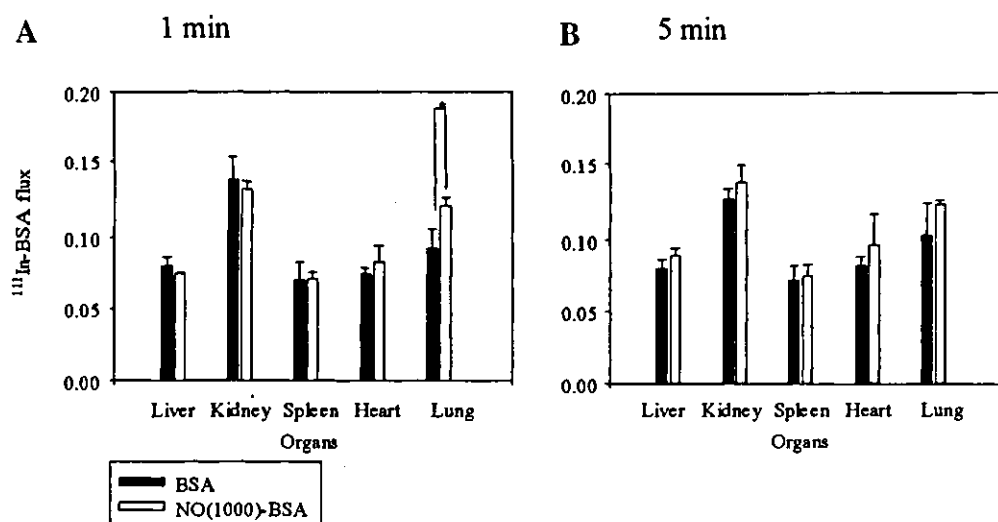 A 1 min
B 5 min
¹¹¹In-BSA flux
0.20
0.15
0.10
0.05
0.00
*
Liver Kidney Spleen Heart Lung
Organs
0.20
0.15
0.10
0.05
0.00
Liver Kidney Spleen Heart Lung
Organs
BSA
NO(1000)-BSA